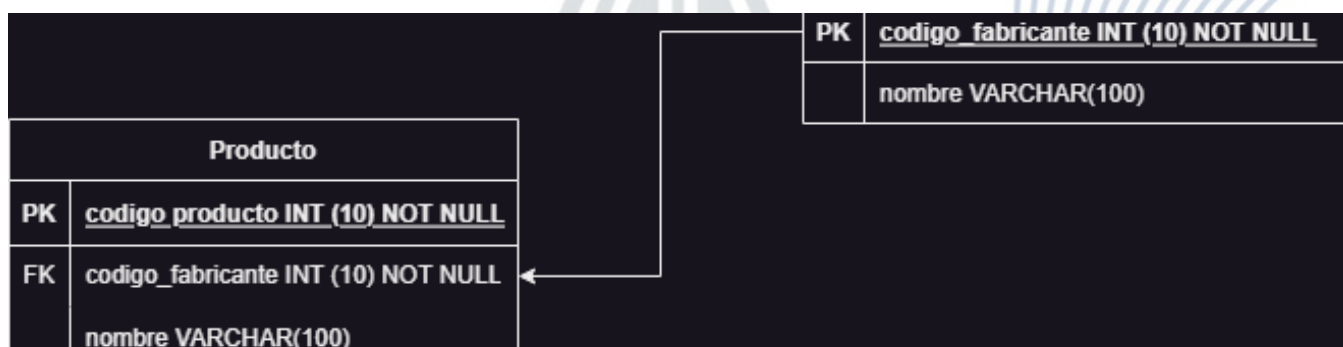 PK codigo_fabricante INT (10) NOT NULL
nombre VARCHAR(100)
Producto
PK codigo producto INT (10) NOT NULL
FK codigo_fabricante INT (10) NOT NULL
nombre VARCHAR(100)